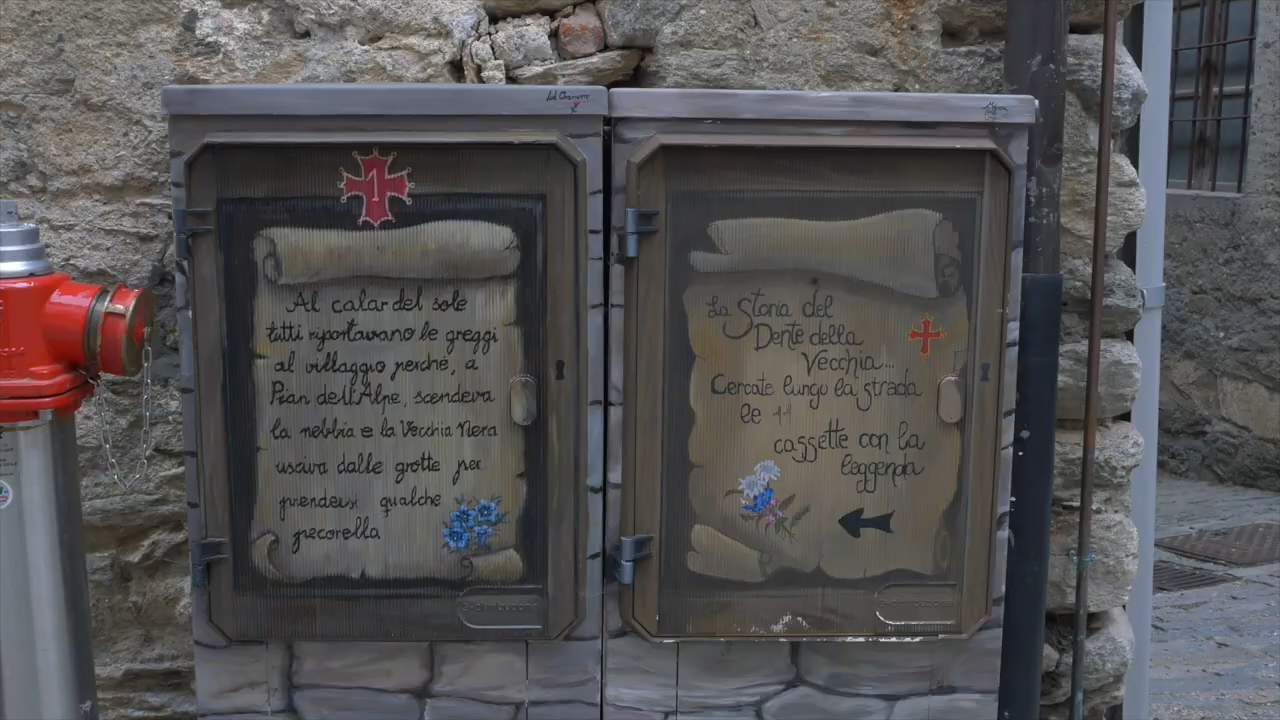 1
Al calar del sole
tutti riportavano le greggi
al villaggio perché, a
Pian dell'Alpe, scendeva
la nebbia e la Vecchia Nera
usciva dalle grotte per
prendersi qualche
pecorella
La Storia del
Dente della
Vecchia...
Cercate lungo la strada
le 11
cassette con la
leggenda